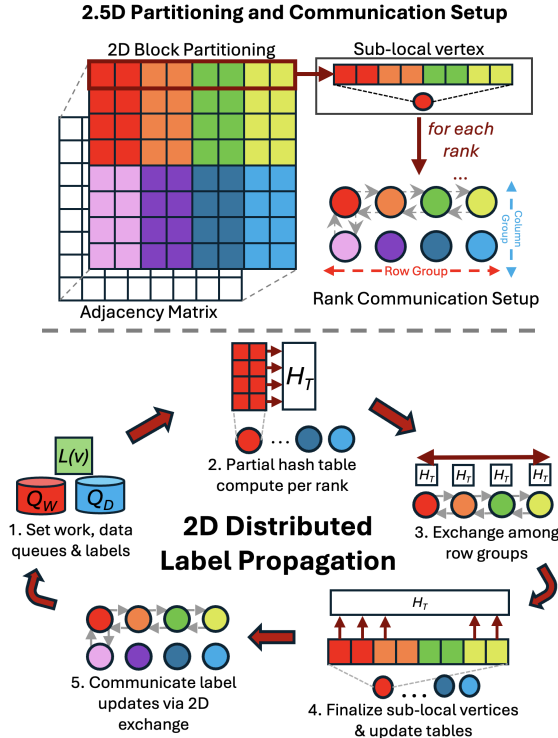 2.5D Partitioning and Communication Setup
2D Block Partitioning
Sub-local vertex
for each
rank
...
Column
Group
Row Group
Adjacency Matrix
Rank Communication Setup
H_T
L(v)
Q_W
Q_D
...
2. Partial hash table
compute per rank
H_T
H_T
H_T
H_T
1. Set work, data
queues & labels
2D Distributed
Label Propagation
3. Exchange among
row groups
H_T
...
5. Communicate label
updates via 2D
exchange
4. Finalize sub-local vertices
& update tables